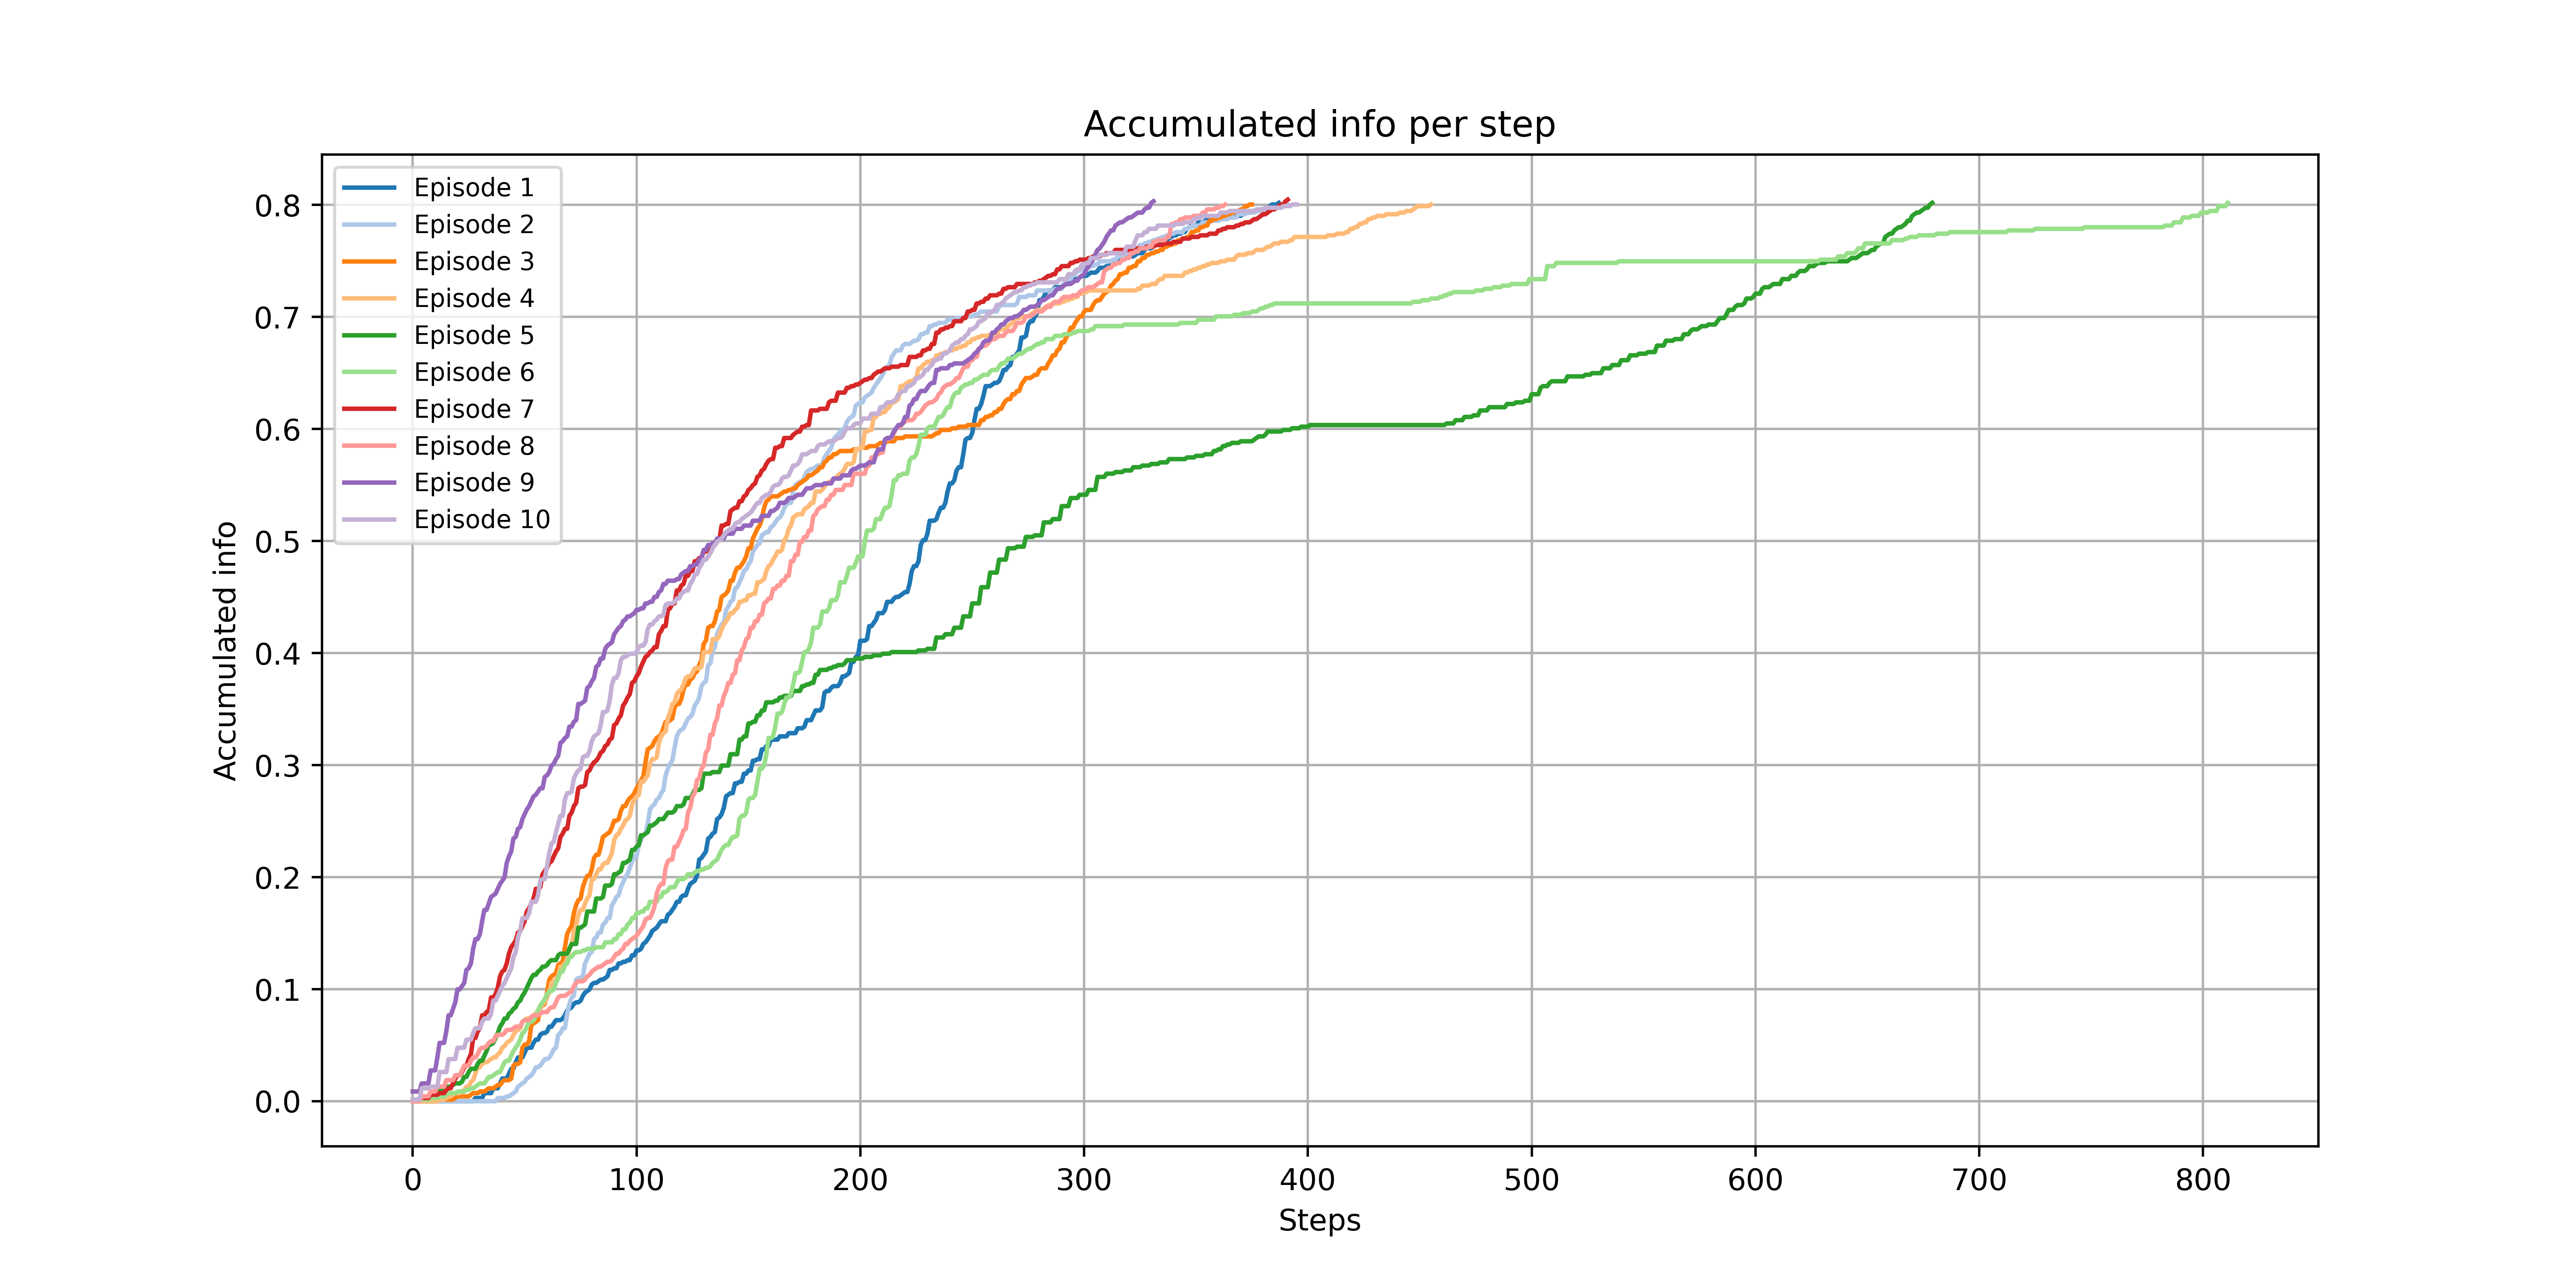 Accumulated info per step
Episode 1
Episode 2
Episode 3
Episode 4
Episode 5
Episode 6
Episode 7
Episode 8
Episode 9
Episode 10
Accumulated info
0.8
0.7
0.6
0.5
0.4
0.3
0.2
0.1
0.0
0 100 200 300 400 500 600 700 800
Steps